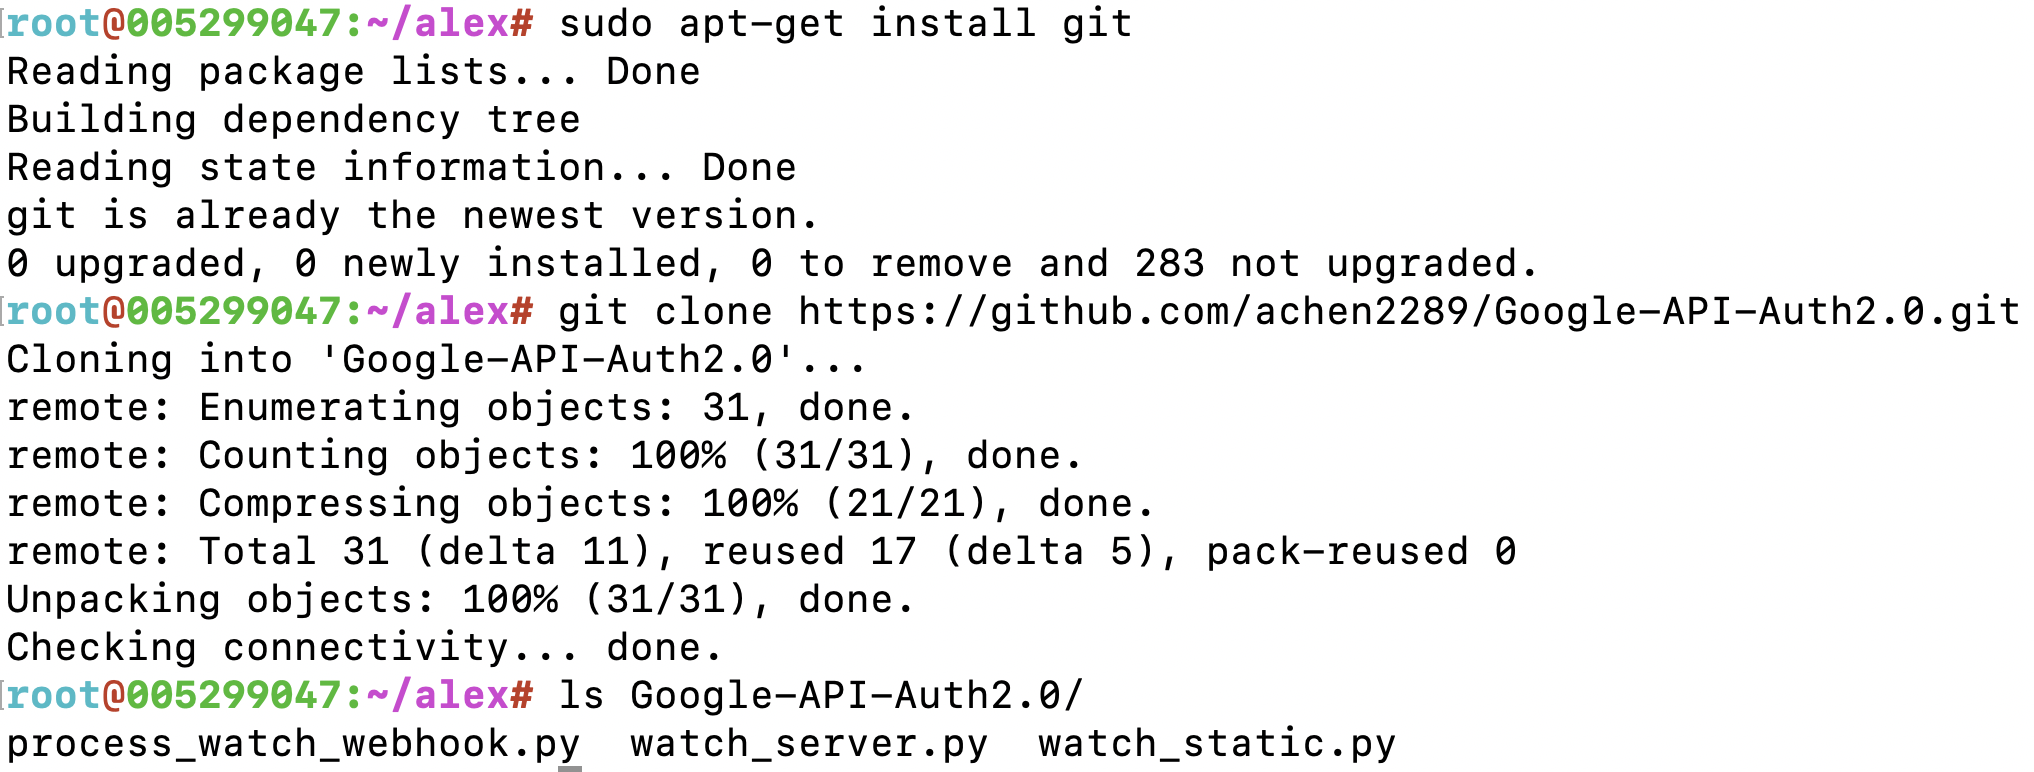 root@005299047:~/alex# sudo apt-get install git
Reading package lists... Done
Building dependency tree
Reading state information... Done
git is already the newest version.
0 upgraded, 0 newly installed, 0 to remove and 283 not upgraded.
root@005299047:~/alex# git clone https://github.com/achen2289/Google-API-Auth2.0.git
Cloning into 'Google-API-Auth2.0'...
remote: Enumerating objects: 31, done.
remote: Counting objects: 100% (31/31), done.
remote: Compressing objects: 100% (21/21), done.
remote: Total 31 (delta 11), reused 17 (delta 5), pack-reused 0
Unpacking objects: 100% (31/31), done.
Checking connectivity... done.
root@005299047:~/alex# ls Google-API-Auth2.0/
process_watch_webhook.py  watch_server.py  watch_static.py